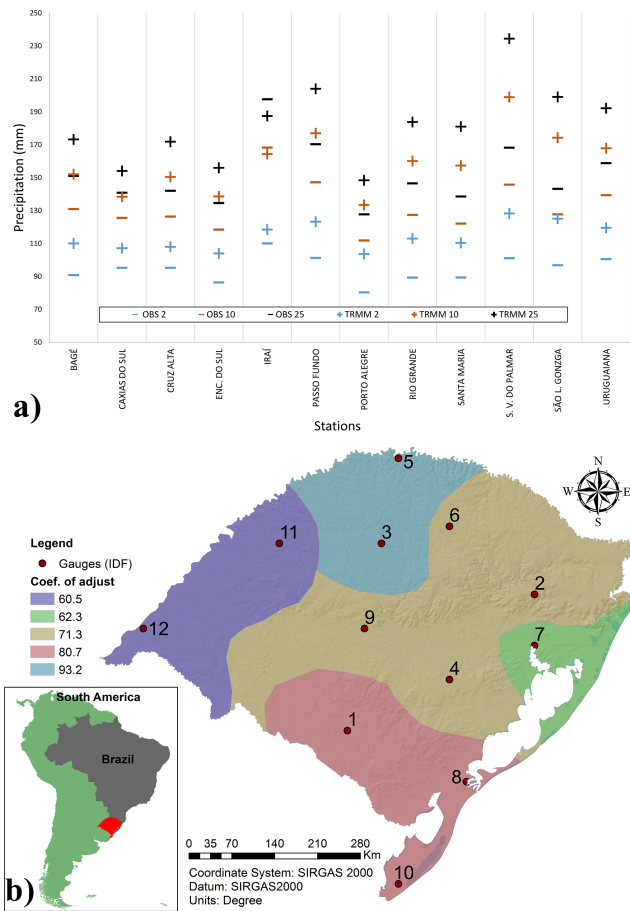 250
230
210
190
170
150
130
110
90
70
50
Precipitation (mm)
OBS 2
OBS 10
OBS 25
TRMM 2
TRMM 10
TRMM 25
BAGÉ
CAXIAS DO SUL
CRUZ ALTA
ENC. DO SUL
IRAÍ
PASSO FUNDO
PORTO ALEGRE
RIO GRANDE
SANTA MARIA
S. V. DO PALMAR
SÃO L. GONZGA
URUGUAIANA
Stations
a)
5
N
W E
S
6
11
3
Legend
Gauges (IDF)
Coef. of adjust
60.5
62.3
71.3
80.7
93.2
2
12
9
7
4
1
8
10
South America
Brazil
0 35 70 140 210 280
Km
Coordinate System: SIRGAS 2000
Datum: SIRGAS2000
Units: Degree
b)